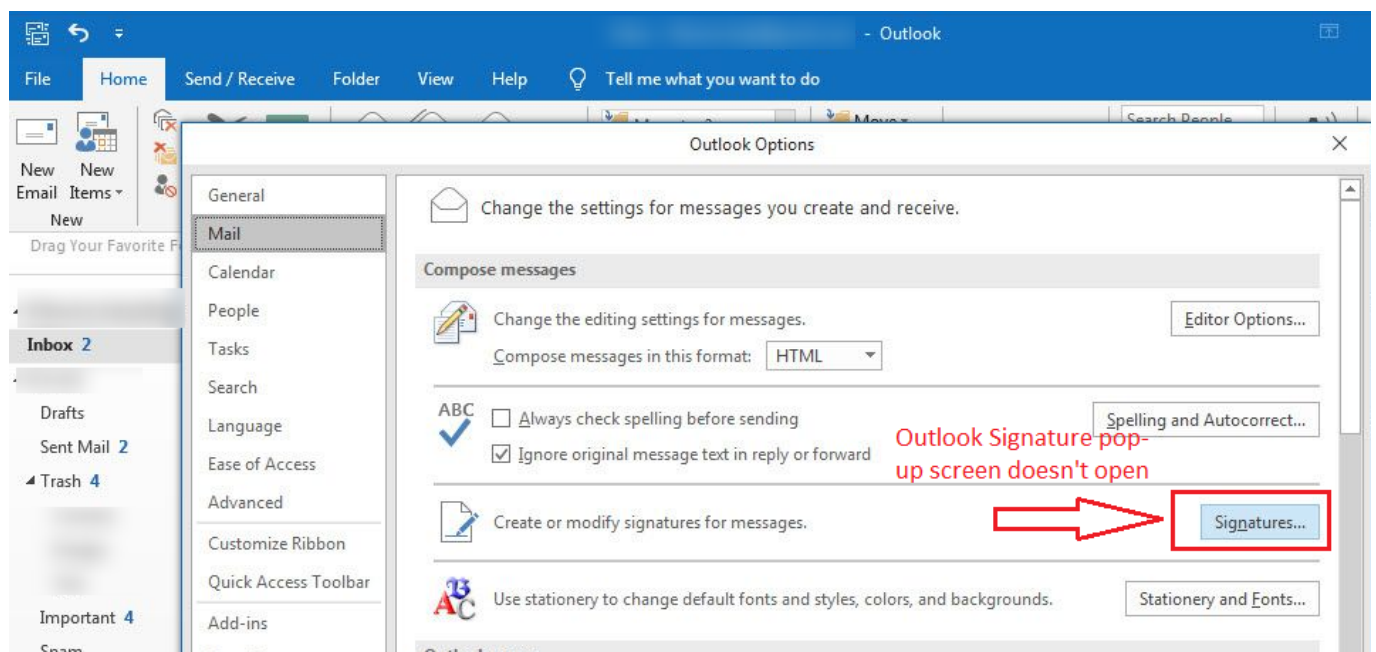 - Outlook
File Home Send / Receive Folder View Help Tell me what you want to do
New Email
New Items
New
Move
Search People
Drag Your Favorite
Inbox 2
Drafts
Sent Mail 2
Trash 4
Important 4
Spam
Outlook Options
General
Mail
Calendar
People
Tasks
Search
Language
Ease of Access
Advanced
Customize Ribbon
Quick Access Toolbar
Add-ins
Change the settings for messages you create and receive.
Compose messages
Change the editing settings for messages.
Editor Options...
Compose messages in this format: HTML
ABC
Always check spelling before sending
Spelling and Autocorrect...
Ignore original message text in reply or forward
Outlook Signature pop-
up screen doesn't open
Create or modify signatures for messages.
Signatures...
Use stationery to change default fonts and styles, colors, and backgrounds.
Stationery and Fonts...